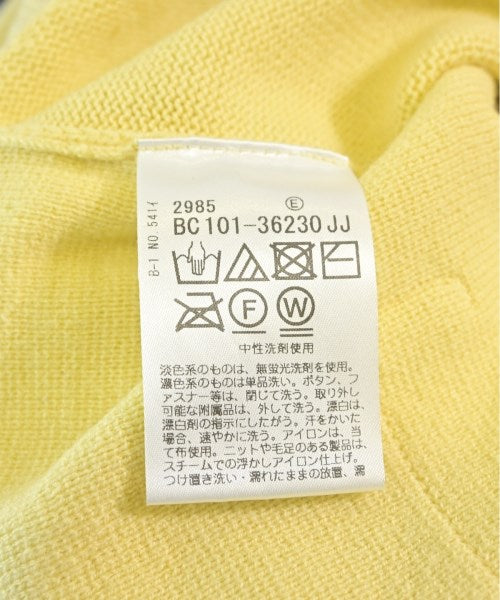 2985 Ⓔ
BC101-36230JJ
B-1 NO.541イ
F W
中性洗剤使用
淡色系のものは、無蛍光洗剤を使用。
濃色系のものは単品洗い。ボタン、フ
ァスナー等は、閉じて洗う。取り外し
可能な附属品は、外して洗う。漂白は、
漂白剤の指示にしたがう。汗をかいた
場合、速やかに洗う。アイロンは、当
て布使用。ニットや毛足のある製品は、
スチームでの浮かしアイロン仕上げ。
つけ置き洗い・濡れたままの放置、濡